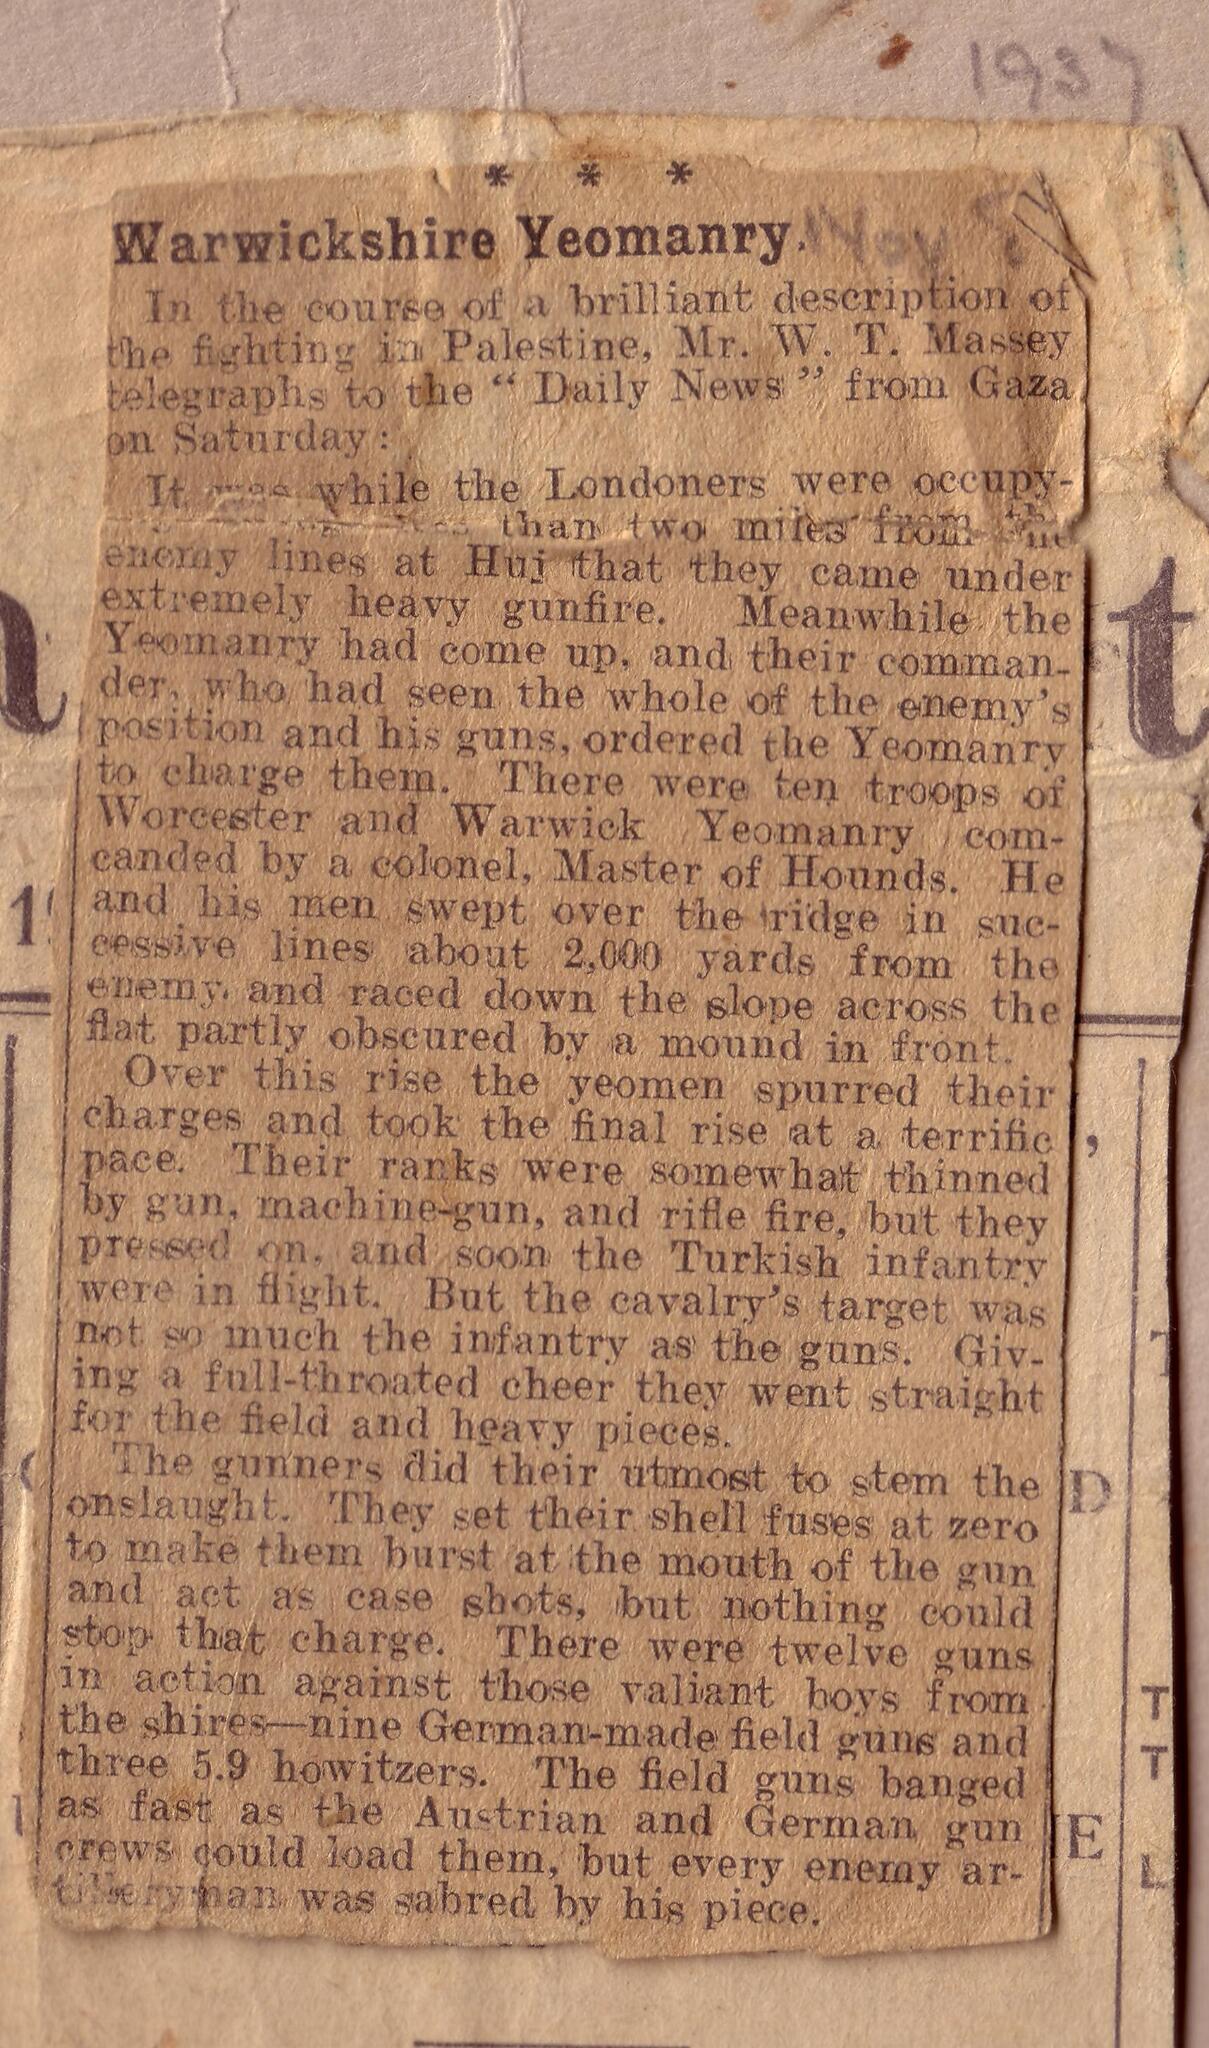 1937
* * *
Warwickshire Yeomanry.
Nov
In the course of a brilliant description of
the fighting in Palestine, Mr. W. T. Massey
telegraphs to the “Daily News” from Gaza
on Saturday:
It was while the Londoners were occupy-
than two miles from the
enemy lines at Huj that they came under
extremely heavy gunfire. Meanwhile the
Yeomanry had come up, and their comman-
der, who had seen the whole of the enemy's
position and his guns, ordered the Yeomanry
to charge them. There were ten troops of
Worcester and Warwick Yeomanry com-
canded by a colonel, Master of Hounds. He
and his men swept over the ridge in suc-
cessive lines about 2,000 yards from the
enemy, and raced down the slope across the
flat partly obscured by a mound in front.
Over this rise the yeomen spurred their
charges and took the final rise at a terrific
pace. Their ranks were somewhat thinned
by gun, machine-gun, and rifle fire, but they
pressed on, and soon the Turkish infantry
were in flight. But the cavalry's target was
not so much the infantry as the guns. Giv-
ing a full-throated cheer they went straight
for the field and heavy pieces.
The gunners did their utmost to stem the
onslaught. They set their shell fuses at zero
to make them burst at the mouth of the gun
and act as case shots, but nothing could
stop that charge. There were twelve guns
in action against those valiant boys from
the shires—nine German-made field guns and
three 5.9 howitzers. The field guns banged
as fast as the Austrian and German gun
crews could load them, but every enemy ar-
tilleryman was sabred by his piece.
t
D
T
T
E
L